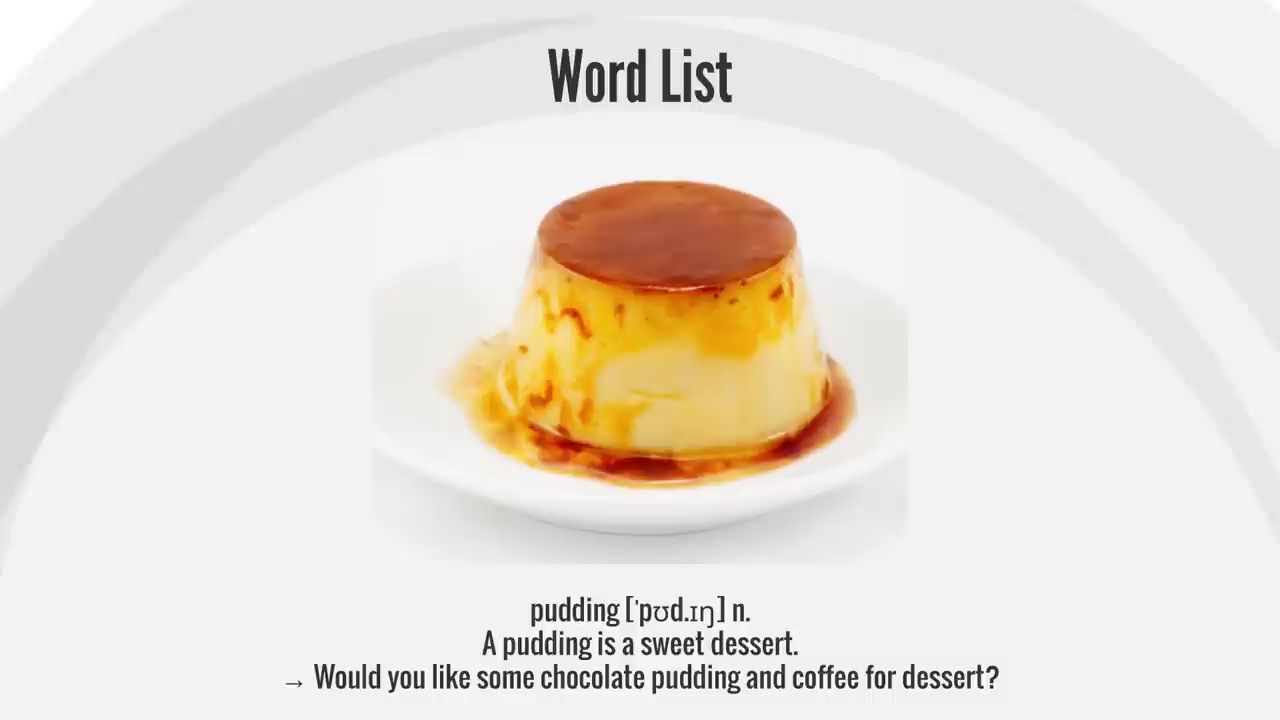 Word List
pudding [ˈpʊd.ɪŋ] n.
A pudding is a sweet dessert.
→ Would you like some chocolate pudding and coffee for dessert?